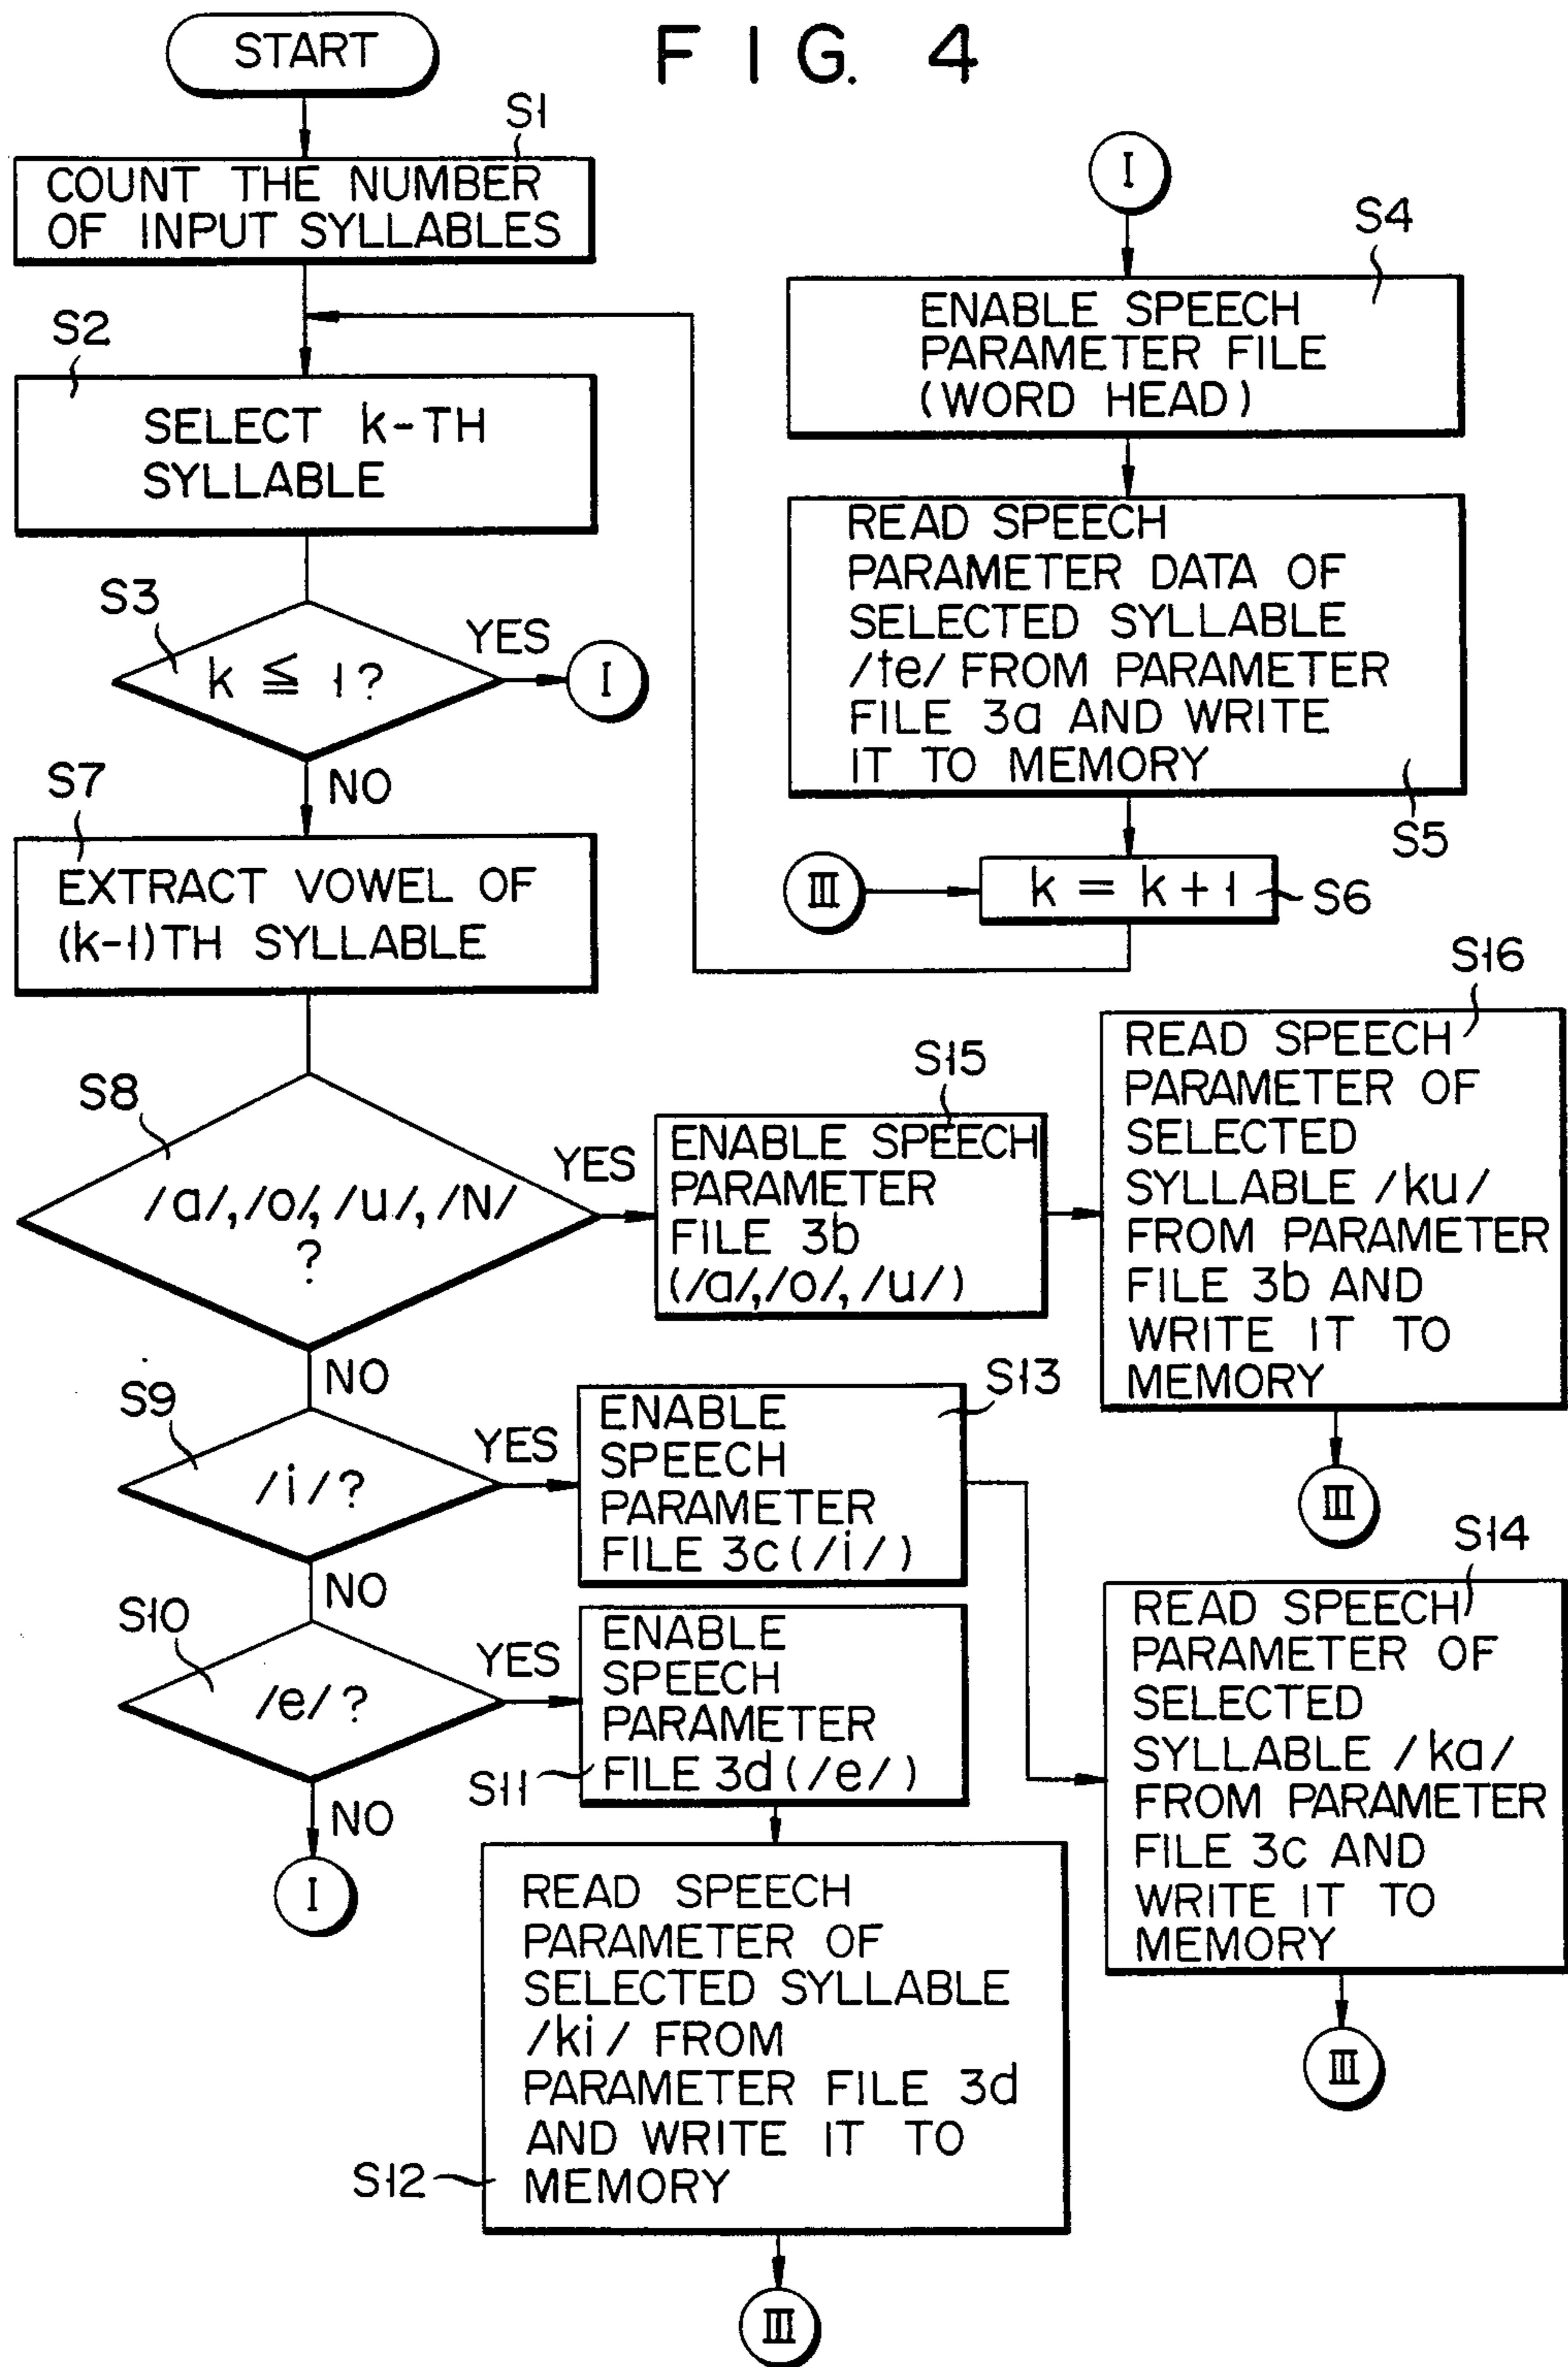 FIG. 4
START
S1
COUNT THE NUMBER
OF INPUT SYLLABLES
S2
SELECT k-TH
SYLLABLE
S3
k ≦ 1?
YES
I
NO
S7
EXTRACT VOWEL OF
(k-1)TH SYLLABLE
S8
/a/, /o/, /u/, /N/
?
YES
NO
S9
/i/?
YES
NO
S10
/e/?
YES
NO
I
I
S4
ENABLE SPEECH
PARAMETER FILE
(WORD HEAD)
READ SPEECH
PARAMETER DATA OF
SELECTED SYLLABLE
/te/ FROM PARAMETER
FILE 3a AND WRITE
IT TO MEMORY
S5
III
k = k+1
S6
S15
ENABLE SPEECH
PARAMETER
FILE 3b
(/a/, /o/, /u/)
S16
READ SPEECH
PARAMETER OF
SELECTED
SYLLABLE /ku/
FROM PARAMETER
FILE 3b AND
WRITE IT TO
MEMORY
III
S13
ENABLE
SPEECH
PARAMETER
FILE 3c (/i/)
S14
READ SPEECH
PARAMETER OF
SELECTED
SYLLABLE /ka/
FROM PARAMETER
FILE 3c AND
WRITE IT TO
MEMORY
III
ENABLE
SPEECH
PARAMETER
FILE 3d (/e/)
S11
READ SPEECH
PARAMETER OF
SELECTED SYLLABLE
/ki/ FROM
PARAMETER FILE 3d
AND WRITE IT TO
MEMORY
S12
III